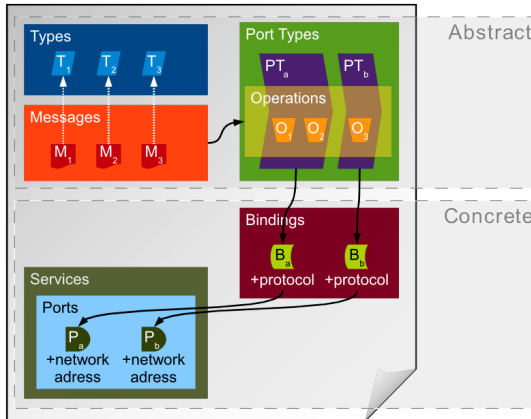 Abstract
Types
T1 T2 T3
Messages
M1 M2 M3
Port Types
PTa PTb
Operations
O1 O2 O3
Concrete
Bindings
Ba Bb
+protocol +protocol
Services
Ports
Pa Pb
+network +network
adress adress